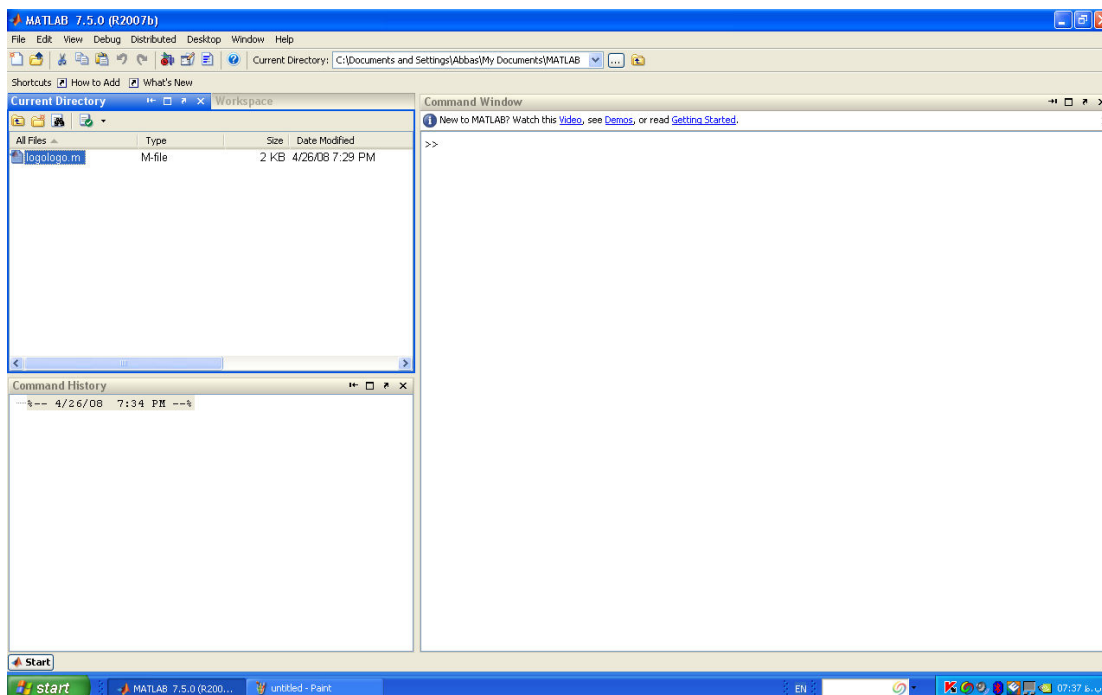 MATLAB 7.5.0 (R2007b)
File Edit View Debug Distributed Desktop Window Help
Current Directory: C:\Documents and Settings\Abbas\My Documents\MATLAB
Shortcuts How to Add What's New
Current Directory Workspace
All Files Type Size Date Modified
logologo.m M-file 2 KB 4/26/08 7:29 PM
Command History
%-- 4/26/08 7:34 PM --%
Command Window
New to MATLAB? Watch this Video, see Demos, or read Getting Started.
>>
Start
start MATLAB 7.5.0 (R200... untitled - Paint EN 07:37 ب.ظ